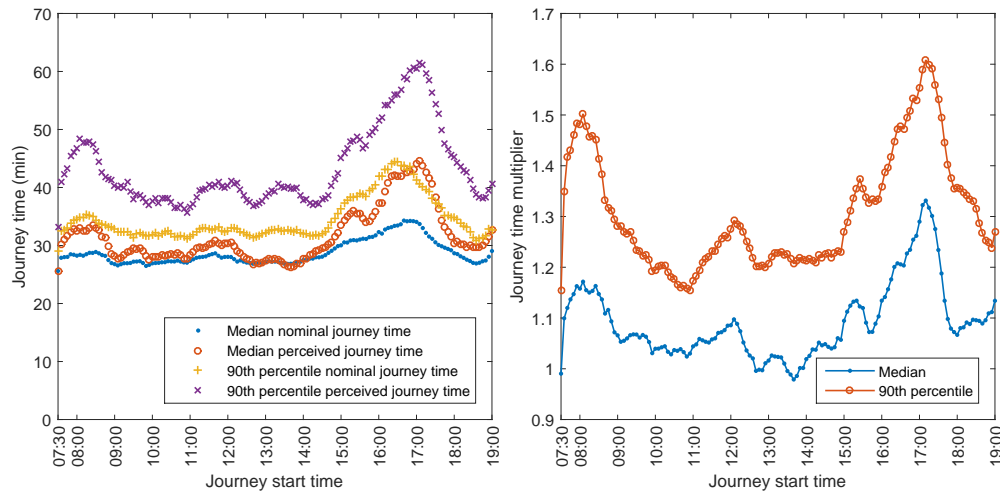 70
60
50
40
30
20
10
0
Journey time (min)
Median nominal journey time
Median perceived journey time
90th percentile nominal journey time
90th percentile perceived journey time
07:30 08:00 09:00 10:00 11:00 12:00 13:00 14:00 15:00 16:00 17:00 18:00 19:00
Journey start time
1.7
1.6
1.5
1.4
1.3
1.2
1.1
1.0
0.9
Journey time multiplier
Median
90th percentile
07:30 08:00 09:00 10:00 11:00 12:00 13:00 14:00 15:00 16:00 17:00 18:00 19:00
Journey start time